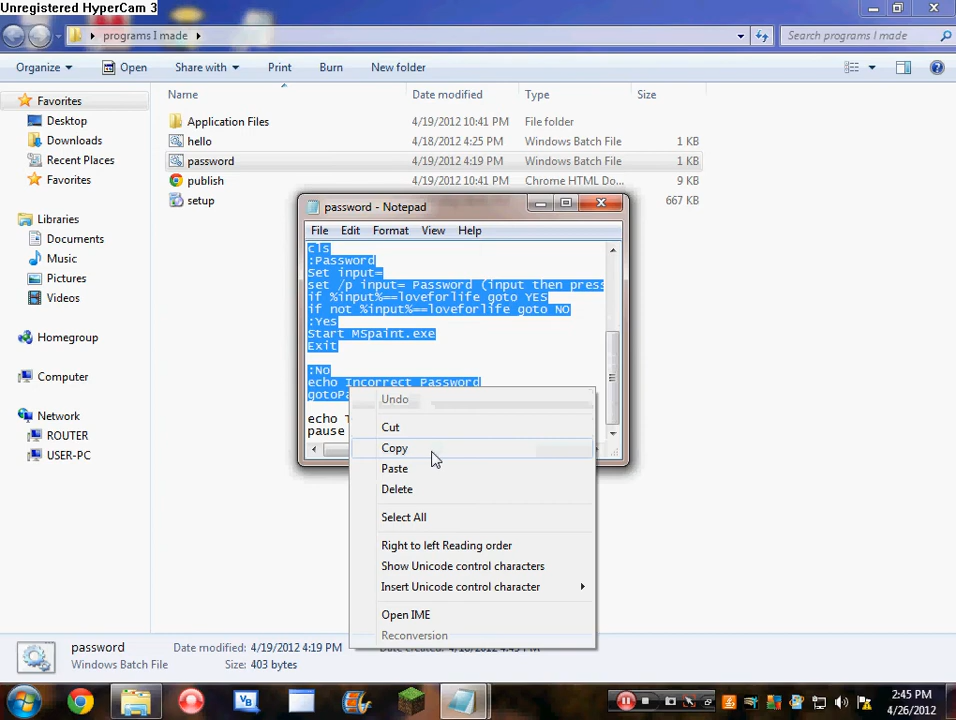 Unregistered HyperCam 3
programs I made
Search programs I made
Organize Open Share with Print Burn New folder
Name Date modified Type Size
Favorites
Desktop
Downloads
Recent Places
Favorites
Libraries
Documents
Music
Pictures
Videos
Homegroup
Computer
Network
ROUTER
USER-PC
Application Files 4/19/2012 10:41 PM File folder
hello 4/18/2012 4:25 PM Windows Batch File 1 KB
password 4/19/2012 4:19 PM Windows Batch File 1 KB
publish 4/19/2012 10:41 PM Chrome HTML Do... 9 KB
setup 667 KB
password - Notepad
File Edit Format View Help
cls
:Password
Set input=
set /p input= Password (input then press
if %input%==loveforlife goto YES
if not %input%==loveforlife goto NO
:Yes
Start MSpaint.exe
Exit
:No
echo Incorrect Password
echo
pause
Undo
Cut
Copy
Paste
Delete
Select All
Right to left Reading order
Show Unicode control characters
Insert Unicode control character
Open IME
Reconversion
password Date modified: 4/19/2012 4:19 PM
Windows Batch File Size: 403 bytes
VB
2:45 PM
4/26/2012